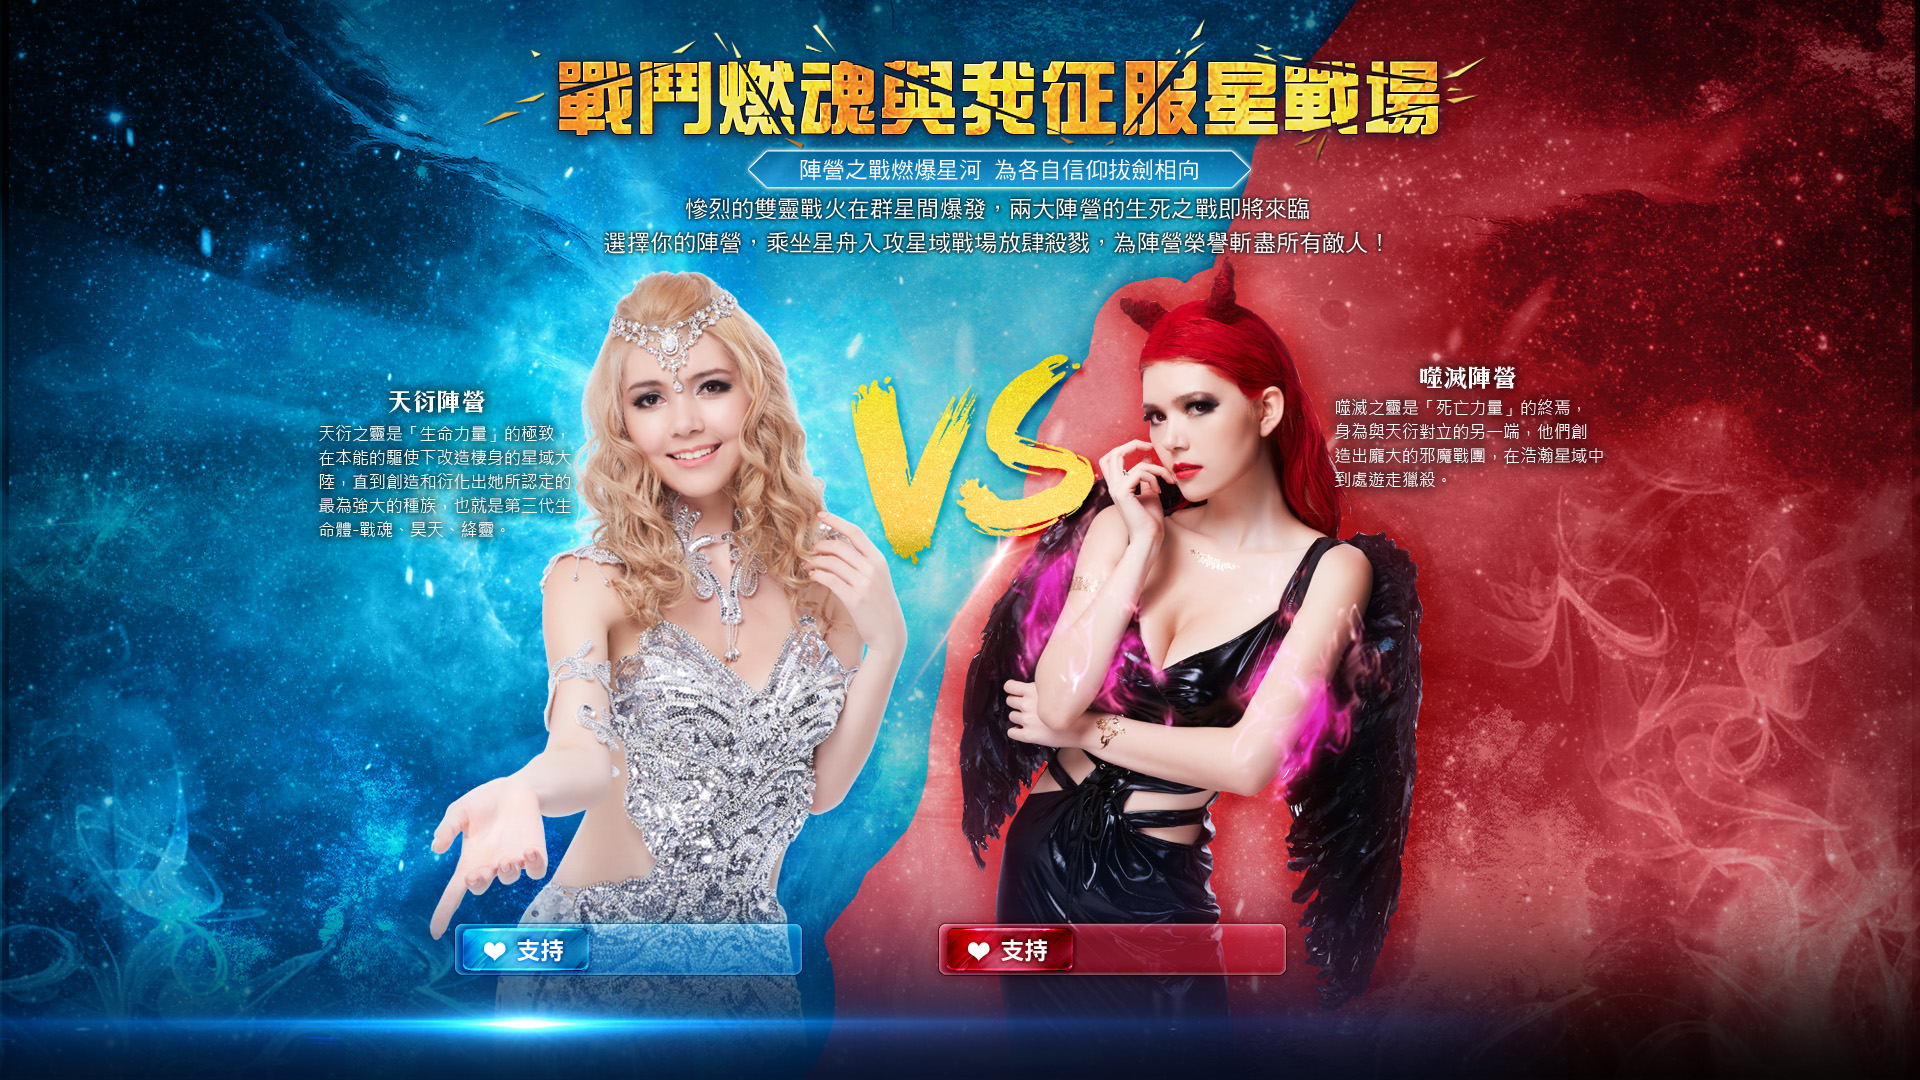 戰鬥燃魂與我征服星戰場
陣營之戰燃爆星河 為各自信仰拔劍相向
慘烈的雙靈戰火在群星間爆發，兩大陣營的生死之戰即將來臨
選擇你的陣營，乘坐星舟入攻星域戰場放肆殺戮，為陣營榮譽斬盡所有敵人！
VS
天衍陣營
天衍之靈是「生命力量」的極致，
在本能的驅使下改造棲身的星域大
陸，直到創造和衍化出她所認定的
最為強大的種族，也就是第三代生
命體-戰魂、昊天、絳靈。
噬滅陣營
噬滅之靈是「死亡力量」的終焉，
身為與天衍對立的另一端，他們創
造出龐大的邪魔戰團，在浩瀚星域中
到處遊走獵殺。
支持
支持